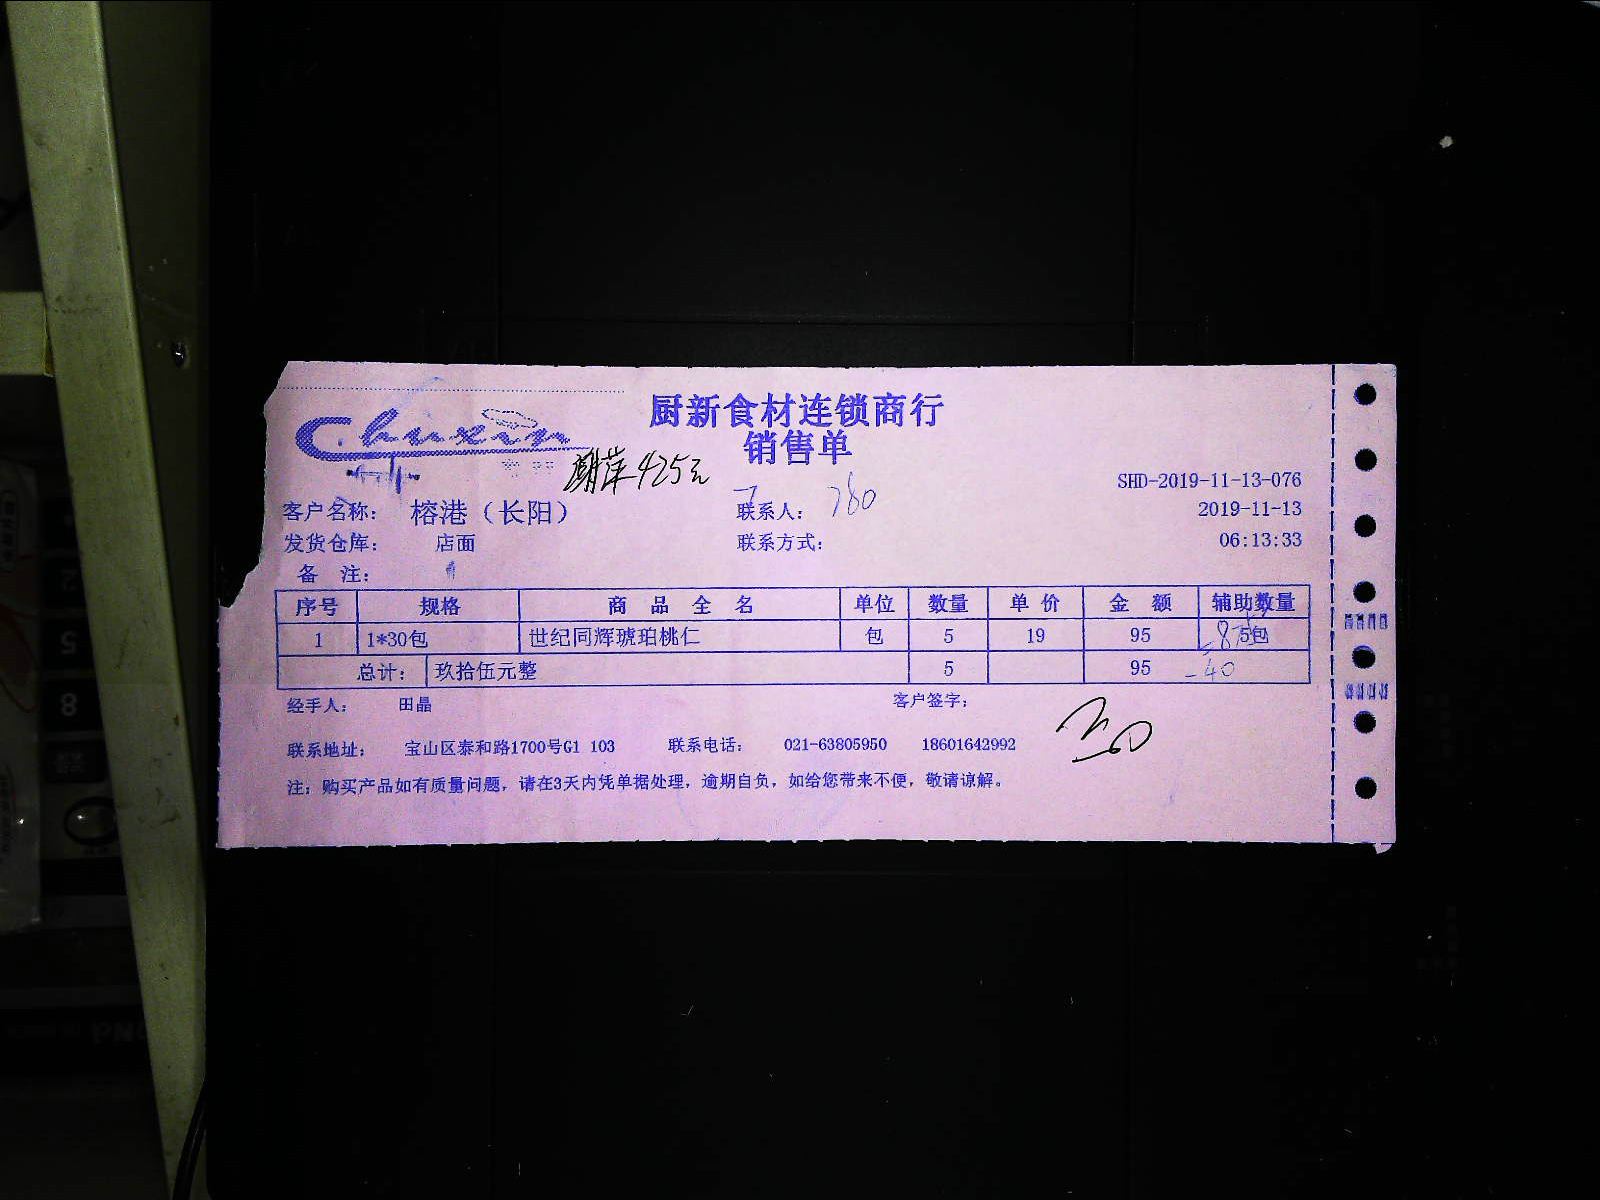 厨新食材连锁商行
Chuxin
销售单
谢萍425元
SHD-2019-11-13-076
客户名称： 榕港（长阳） 联系人： 780 2019-11-13
发货仓库： 店面 联系方式： 06:13:33
备 注：
序号 规格 商 品 全 名 单位 数量 单 价 金 额 辅助数量
1 1*30包 世纪同辉琥珀桃仁 包 5 19 95 5包
总计： 玖拾伍元整 5 95 -40
经手人： 田晶 客户签字：
联系地址： 宝山区泰和路1700号G1 103 联系电话： 021-63805950 18601642992
注：购买产品如有质量问题，请在3天内凭单据处理，逾期自负，如给您带来不便，敬请谅解。